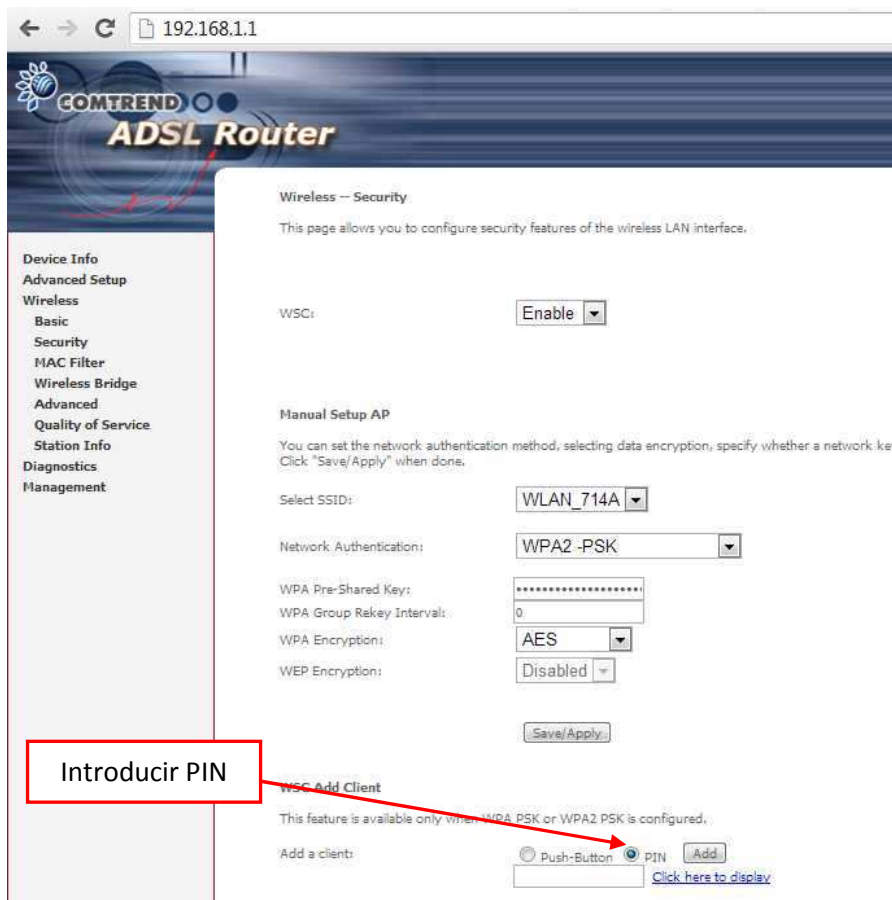 192.168.1.1
COMTREND
ADSL Router
Wireless -- Security
This page allows you to configure security features of the wireless LAN interface.
Device Info
Advanced Setup
Wireless
Basic
Security
MAC Filter
Wireless Bridge
Advanced
Quality of Service
Station Info
Diagnostics
Management
WSC: Enable
Manual Setup AP
You can set the network authentication method, selecting data encryption, specify whether a network ke
Click "Save/Apply" when done.
Select SSID: WLAN_714A
Network Authentication: WPA2 -PSK
WPA Pre-Shared Key: ••••••••••••••••••••
WPA Group Rekey Interval: 0
WPA Encryption: AES
WEP Encryption: Disabled
Save/Apply
Introducir PIN
WSC Add Client
This feature is available only when WPA PSK or WPA2 PSK is configured.
Add a client: Push-Button PIN Add
Click here to display